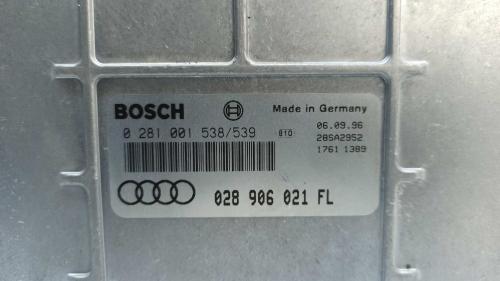 BOSCH
Made in Germany
0 281 001 538/539
06.09.96
28SA2952
1761 1389
028 906 021 FL